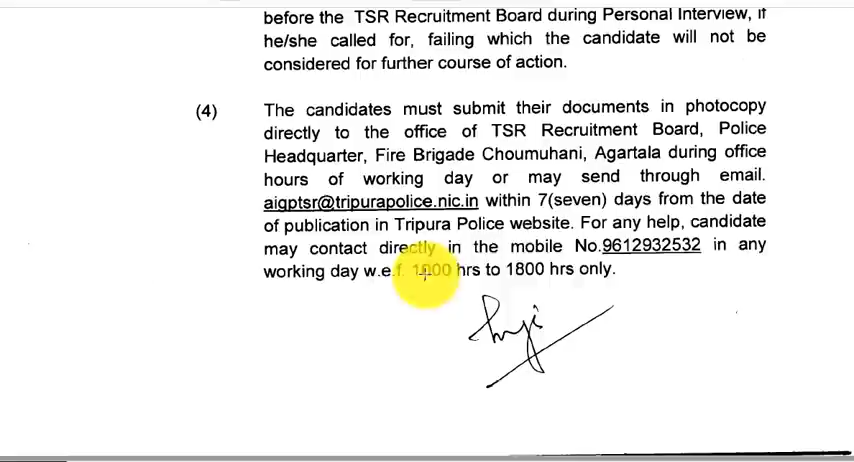 before the TSR Recruitment Board during Personal Interview, if
he/she called for, failing which the candidate will not be
considered for further course of action.
(4) The candidates must submit their documents in photocopy
directly to the office of TSR Recruitment Board, Police
Headquarter, Fire Brigade Choumuhani, Agartala during office
hours of working day or may send through email.
aigptsr@tripurapolice.nic.in within 7(seven) days from the date
of publication in Tripura Police website. For any help, candidate
may contact directly in the mobile No.9612932532 in any
working day w.e.f. 1000 hrs to 1800 hrs only.